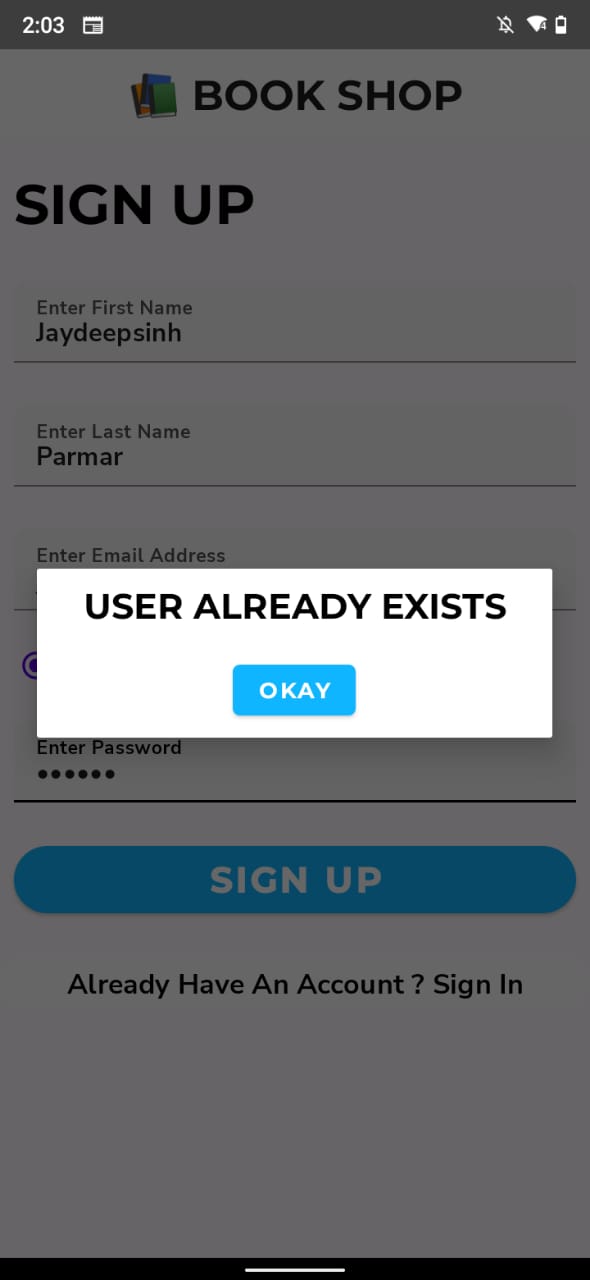 2:03
BOOK SHOP
SIGN UP
Enter First Name
Jaydeepsinh
Enter Last Name
Parmar
Enter Email Address
USER ALREADY EXISTS
OKAY
Enter Password
SIGN UP
Already Have An Account ? Sign In